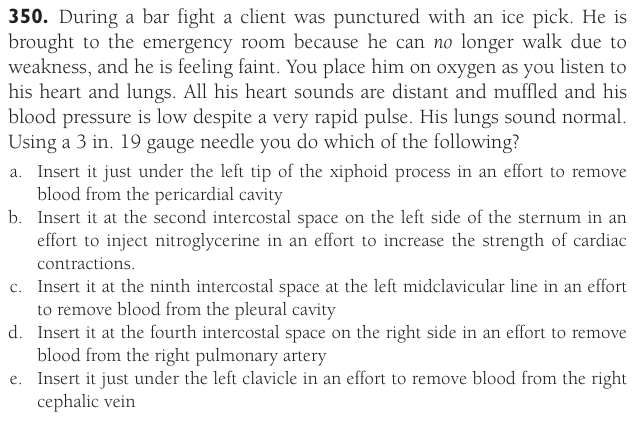 350. During a bar fight a client was punctured with an ice pick. He is
brought to the emergency room because he can no longer walk due to
weakness, and he is feeling faint. You place him on oxygen as you listen to
his heart and lungs. All his heart sounds are distant and muffled and his
blood pressure is low despite a very rapid pulse. His lungs sound normal.
Using a 3 in. 19 gauge needle you do which of the following?
a. Insert it just under the left tip of the xiphoid process in an effort to remove
blood from the pericardial cavity
b. Insert it at the second intercostal space on the left side of the sternum in an
effort to inject nitroglycerine in an effort to increase the strength of cardiac
contractions.
c. Insert it at the ninth intercostal space at the left midclavicular line in an effort
to remove blood from the pleural cavity
d. Insert it at the fourth intercostal space on the right side in an effort to remove
blood from the right pulmonary artery
e. Insert it just under the left clavicle in an effort to remove blood from the right
cephalic vein